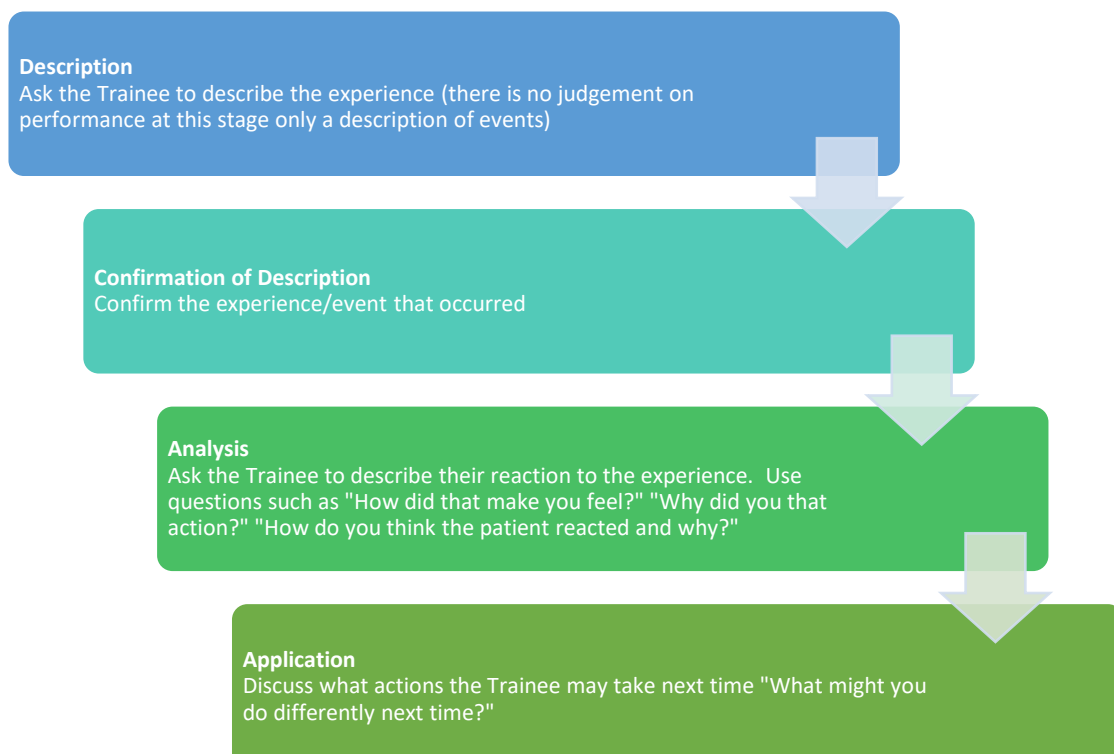 Description
Ask the Trainee to describe the experience (there is no judgement on
performance at this stage only a description of events)
Confirmation of Description
Confirm the experience/event that occurred
Analysis
Ask the Trainee to describe their reaction to the experience.  Use
questions such as "How did that make you feel?" "Why did you that
action?" "How do you think the patient reacted and why?"
Application
Discuss what actions the Trainee may take next time "What might you
do differently next time?"